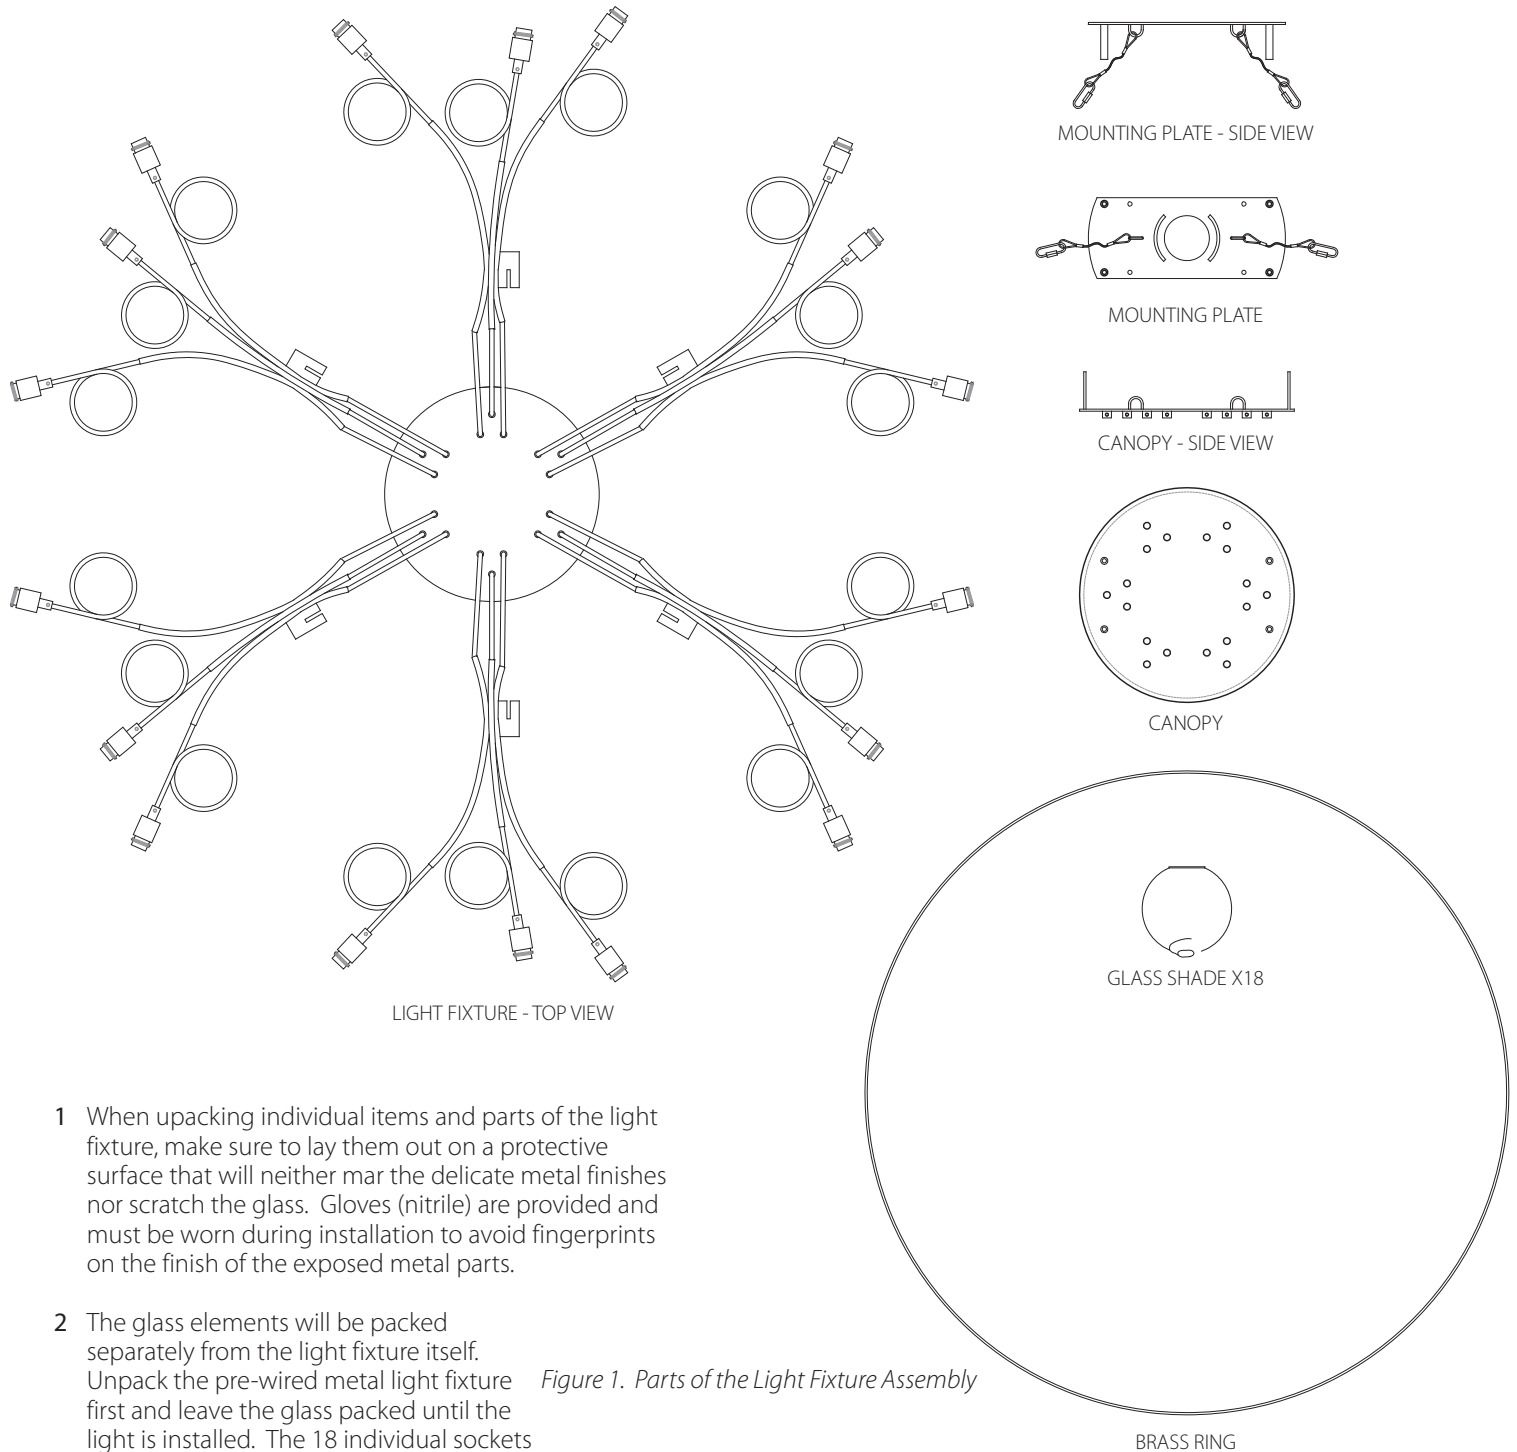 MOUNTING PLATE - SIDE VIEW
MOUNTING PLATE
CANOPY - SIDE VIEW
CANOPY
GLASS SHADE X18
LIGHT FIXTURE - TOP VIEW
1 When upacking individual items and parts of the light
fixture, make sure to lay them out on a protective
surface that will neither mar the delicate metal finishes
nor scratch the glass. Gloves (nitrile) are provided and
must be worn during installation to avoid fingerprints
on the finish of the exposed metal parts.
2 The glass elements will be packed
separately from the light fixture itself.
Unpack the pre-wired metal light fixture
first and leave the glass packed until the
light is installed. The 18 individual sockets
Figure 1. Parts of the Light Fixture Assembly
BRASS RING